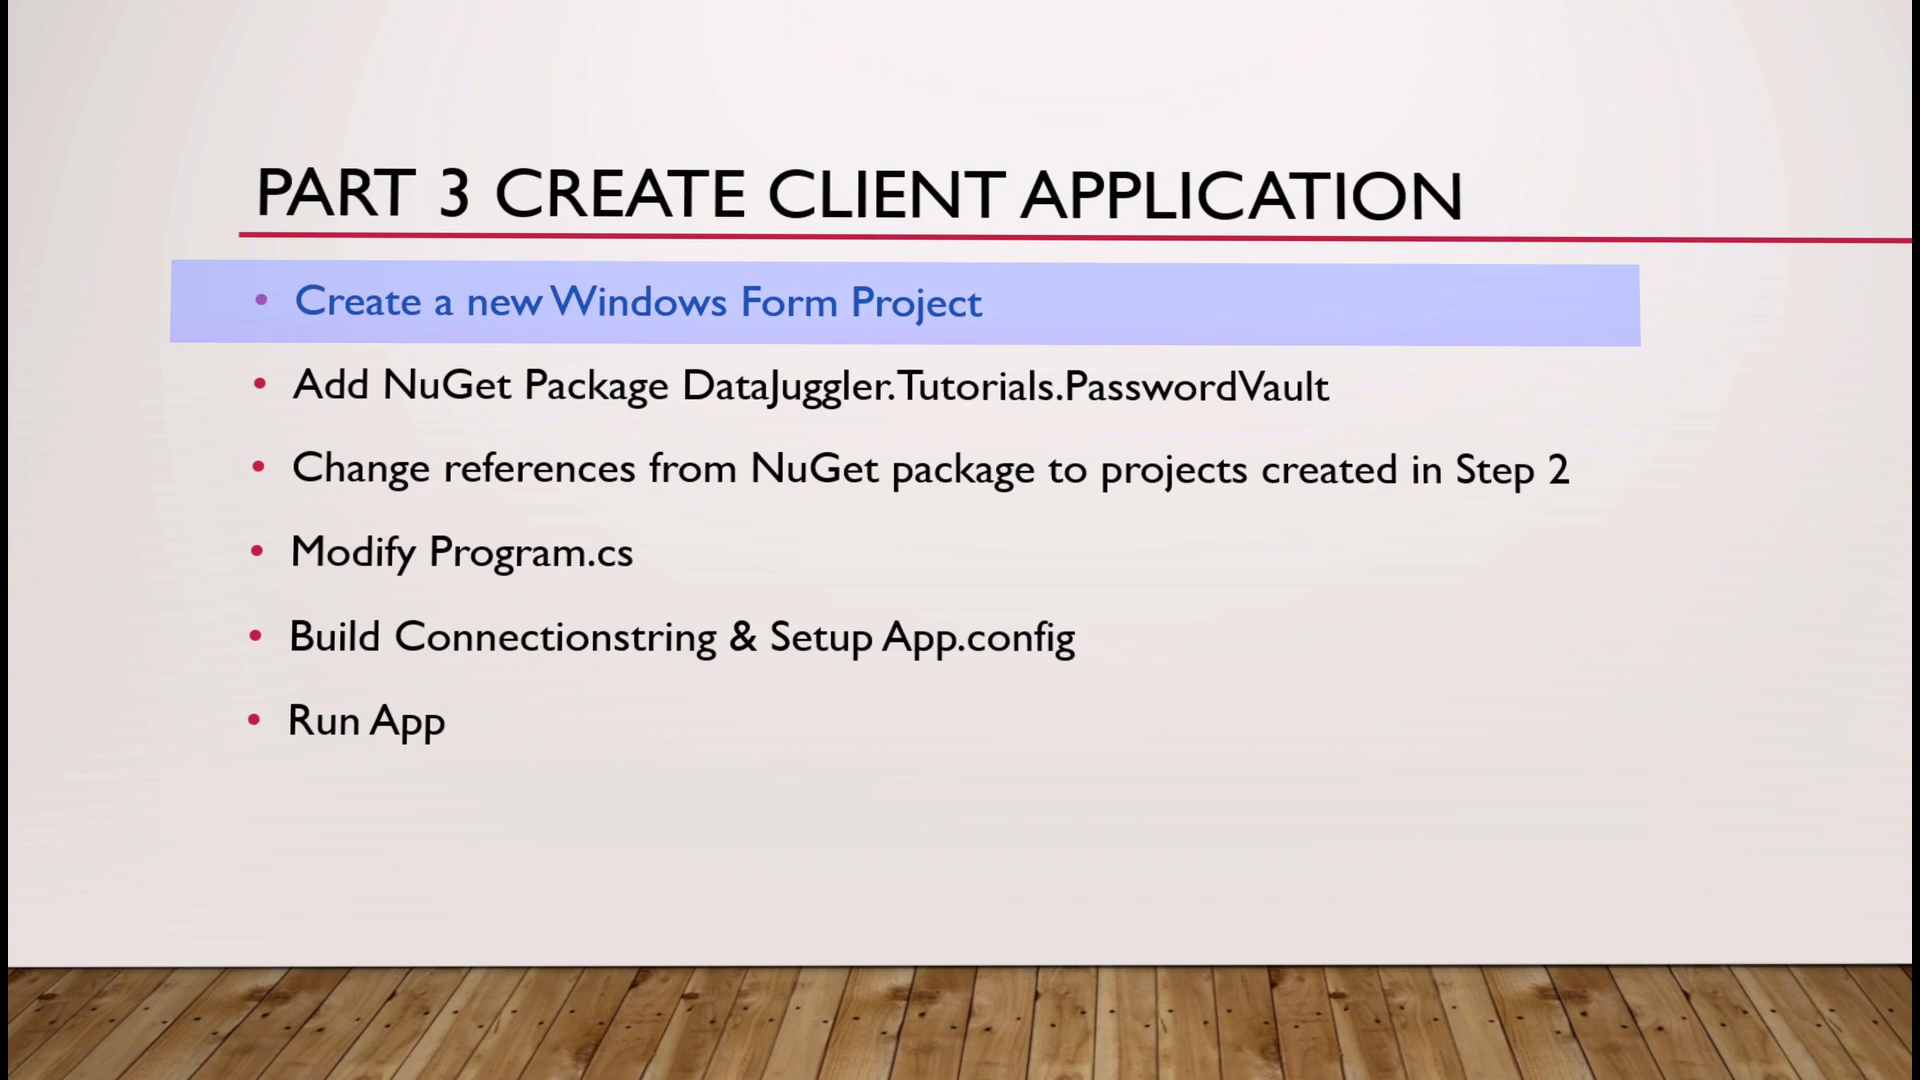 PART 3 CREATE CLIENT APPLICATION
• Create a new Windows Form Project
• Add NuGet Package DataJuggler.Tutorials.PasswordVault
• Change references from NuGet package to projects created in Step 2
• Modify Program.cs
• Build Connectionstring & Setup App.config
• Run App